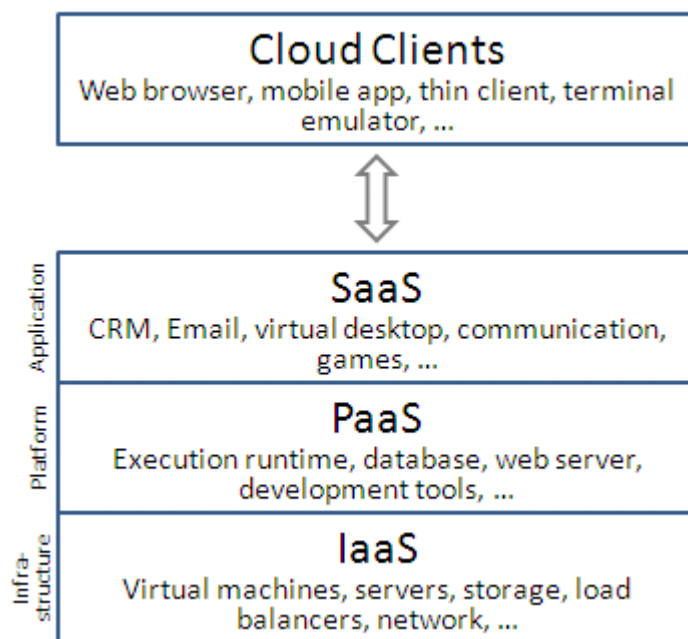 Cloud Clients
Web browser, mobile app, thin client, terminal
emulator, ...
Application
SaaS
CRM, Email, virtual desktop, communication,
games, ...
Platform
PaaS
Execution runtime, database, web server,
development tools, ...
Infra-
structure
IaaS
Virtual machines, servers, storage, load
balancers, network, ...